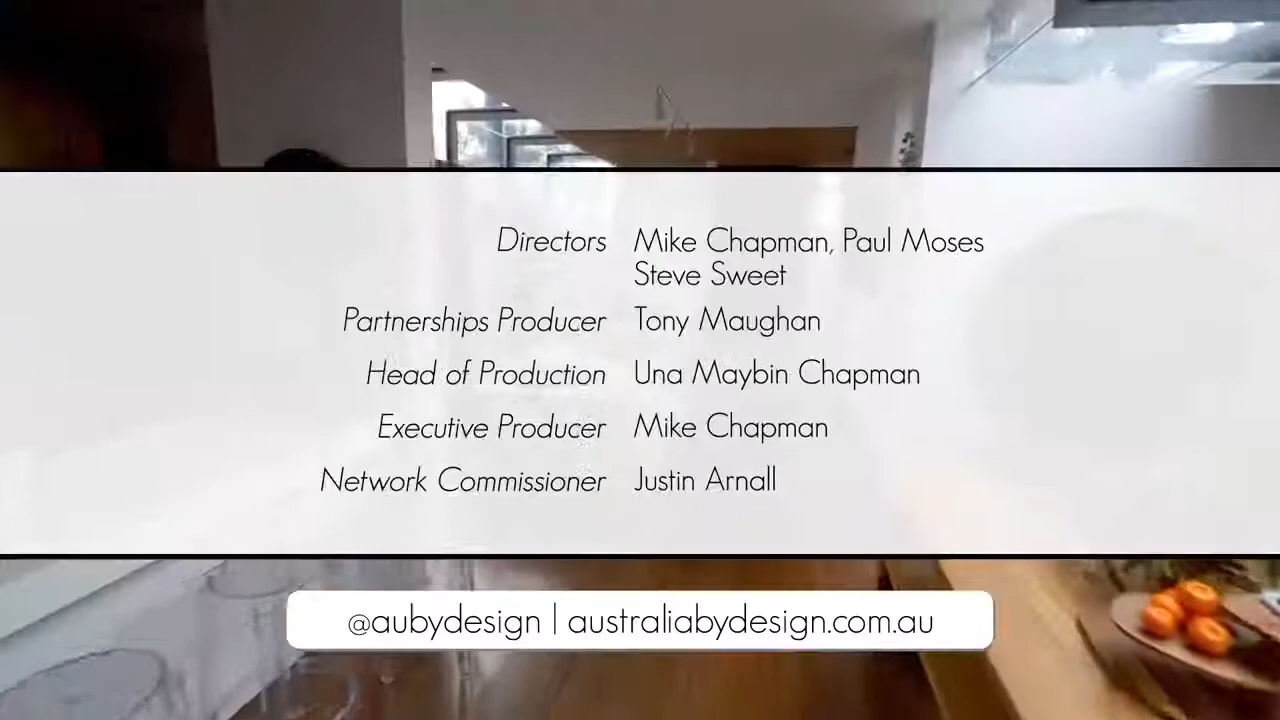 Directors Mike Chapman, Paul Moses
Steve Sweet
Partnerships Producer Tony Maughan
Head of Production Una Maybin Chapman
Executive Producer Mike Chapman
Network Commissioner Justin Arnall
@aubydesign | australiabydesign.com.au